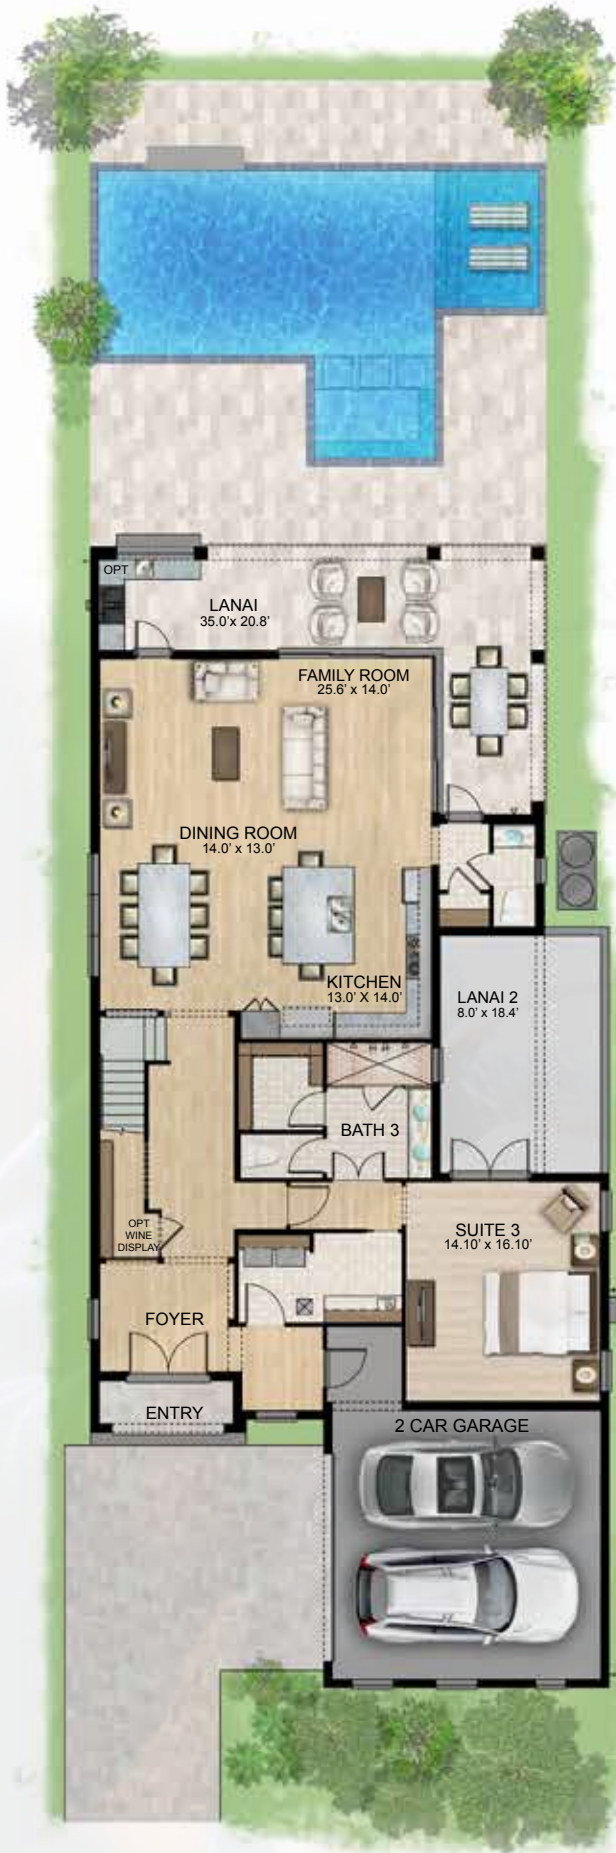 OPT
LANAI
35.0' x 20.8'
FAMILY ROOM
25.6' x 14.0'
DINING ROOM
14.0' x 13.0'
KITCHEN
13.0' X 14.0'
LANAI 2
8.0' x 18.4'
BATH 3
OPT
WINE
DISPLAY
SUITE 3
14.10' x 16.10'
FOYER
ENTRY
2 CAR GARAGE